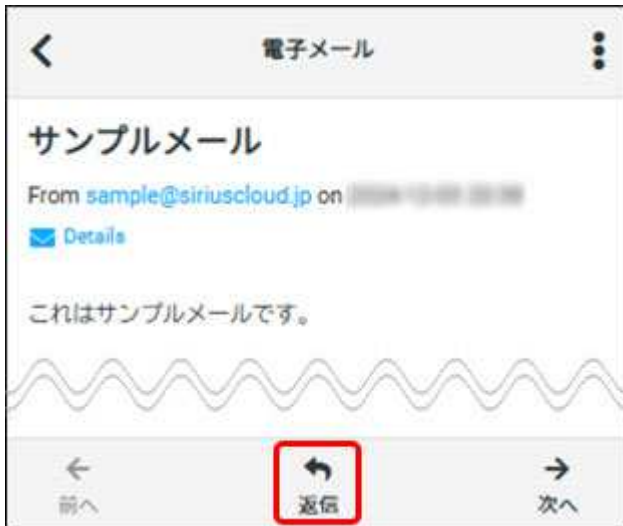 電子メール
サンプルメール
From sample@siriuscloud.jp on
Details
これはサンプルメールです。
前へ 返信 次へ